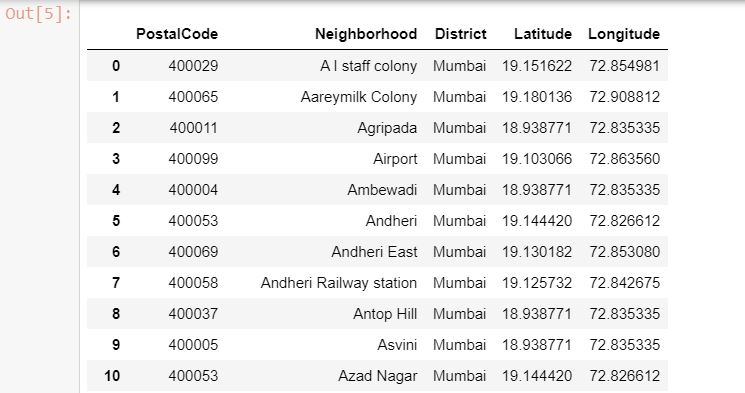 Out[5]:
PostalCode Neighborhood District Latitude Longitude
0 400029 A I staff colony Mumbai 19.151622 72.854981
1 400065 Aareymilk Colony Mumbai 19.180136 72.908812
2 400011 Agripada Mumbai 18.938771 72.835335
3 400099 Airport Mumbai 19.103066 72.863560
4 400004 Ambewadi Mumbai 18.938771 72.835335
5 400053 Andheri Mumbai 19.144420 72.826612
6 400069 Andheri East Mumbai 19.130182 72.853080
7 400058 Andheri Railway station Mumbai 19.125732 72.842675
8 400037 Antop Hill Mumbai 18.938771 72.835335
9 400005 Asvini Mumbai 18.938771 72.835335
10 400053 Azad Nagar Mumbai 19.144420 72.826612